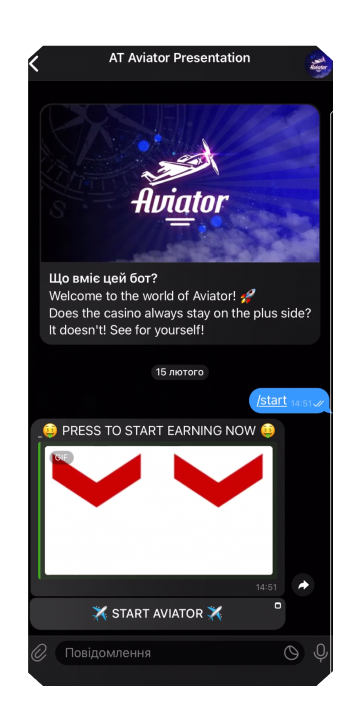 AT Aviator Presentation
Aviator
Aviator
Що вміє цей бот?
Welcome to the world of Aviator! 🚀
Does the casino always stay on the plus side?
It doesn't! See for yourself!
15 лютого
/start 14:51
_🤑 PRESS TO START EARNING NOW 🤑
GIF
14:51
✈️ START AVIATOR ✈️
Повідомлення